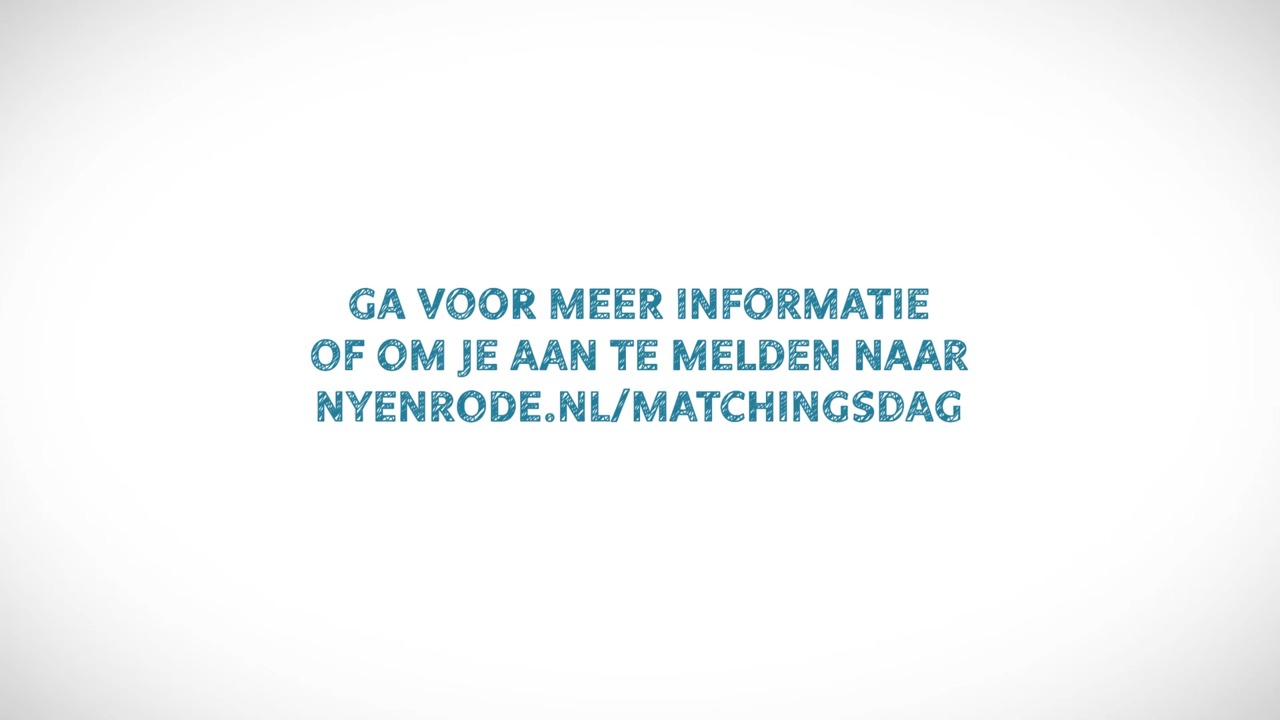 GA VOOR MEER INFORMATIE
OF OM JE AAN TE MELDEN NAAR
NYENRODE.NL/MATCHINGSDAG